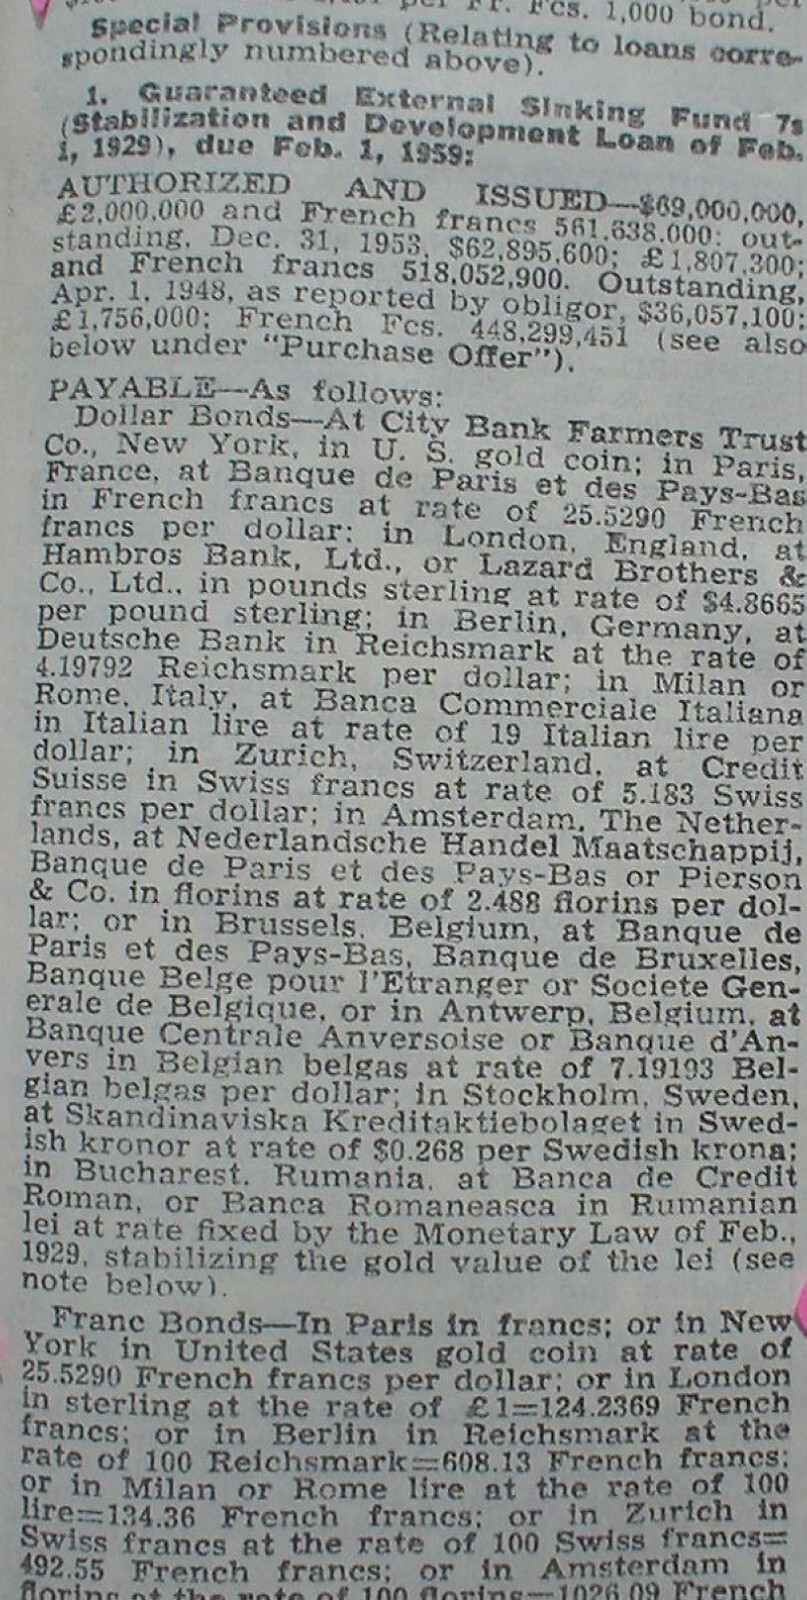 per Fr. Fcs. 1,000 bond.
Special Provisions (Relating to loans corre-
spondingly numbered above).
1. Guaranteed External Sinking Fund 7s
(Stabilization and Development Loan of Feb.
1, 1929), due Feb. 1, 1959:
AUTHORIZED AND ISSUED—$69,000,000,
£2,000,000 and French francs 561,638,000; out-
standing, Dec. 31, 1953, $62,895,600; £1,807,300;
and French francs 518,052,900. Outstanding,
Apr. 1, 1948, as reported by obligor, $36,057,100;
£1,756,000; French Fcs. 448,299,451 (see also
below under "Purchase Offer").
PAYABLE—As follows:
Dollar Bonds—At City Bank Farmers Trust
Co., New York, in U. S. gold coin; in Paris,
France, at Banque de Paris et des Pays-Bas
in French francs at rate of 25.5290 French
francs per dollar; in London, England, at
Hambros Bank, Ltd., or Lazard Brothers &
Co., Ltd., in pounds sterling at rate of $4.8665
per pound sterling; in Berlin, Germany, at
Deutsche Bank in Reichsmark at the rate of
4.19792 Reichsmark per dollar; in Milan or
Rome, Italy, at Banca Commerciale Italiana
in Italian lire at rate of 19 Italian lire per
dollar; in Zurich, Switzerland, at Credit
Suisse in Swiss francs at rate of 5.183 Swiss
francs per dollar; in Amsterdam, The Nether-
lands, at Nederlandsche Handel Maatschappij,
Banque de Paris et des Pays-Bas or Pierson
& Co. in florins at rate of 2.488 florins per dol-
lar; or in Brussels, Belgium, at Banque de
Paris et des Pays-Bas, Banque de Bruxelles,
Banque Belge pour l'Etranger or Societe Gen-
erale de Belgique, or in Antwerp, Belgium, at
Banque Centrale Anversoise or Banque d'An-
vers in Belgian belgas at rate of 7.19193 Bel-
gian belgas per dollar; in Stockholm, Sweden,
at Skandinaviska Kreditaktiebolaget in Swed-
ish kronor at rate of $0.268 per Swedish krona;
in Bucharest, Rumania, at Banca de Credit
Roman, or Banca Romaneasca in Rumanian
lei at rate fixed by the Monetary Law of Feb.,
1929, stabilizing the gold value of the lei (see
note below).
Franc Bonds—In Paris in francs; or in New
York in United States gold coin at rate of
25.5290 French francs per dollar; or in London
in sterling at the rate of £1=124.2369 French
francs; or in Berlin in Reichsmark at the
rate of 100 Reichsmark=608.13 French francs;
or in Milan or Rome lire at the rate of 100
lire=134.36 French francs; or in Zurich in
Swiss francs at the rate of 100 Swiss francs=
492.55 French francs; or in Amsterdam in
florins at the rate of 100 florins=1026.09 French